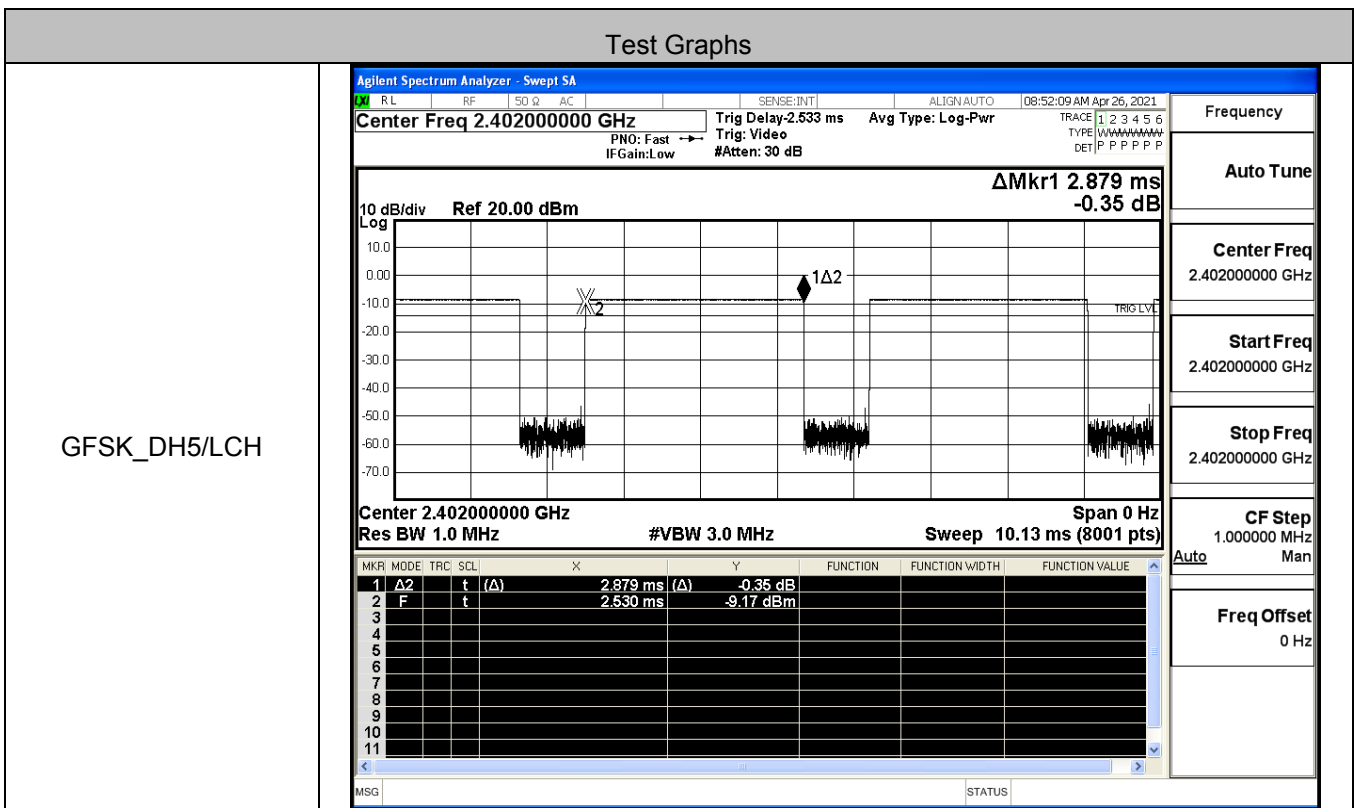 Test Graphs
GFSK_DH5/LCH
Agilent Spectrum Analyzer - Swept SA
LXI RL RF 50 Ω AC SENSE:INT ALIGN AUTO 08:52:09 AM Apr 26, 2021
Center Freq 2.402000000 GHz
PNO: Fast
IFGain:Low
Trig Delay-2.533 ms
Trig: Video
#Atten: 30 dB
Avg Type: Log-Pwr
TRACE 1 2 3 4 5 6
TYPE WWWWWW
DET P P P P P P
ΔMkr1 2.879 ms
-0.35 dB
10 dB/div Ref 20.00 dBm
Log
10.0
0.00
-10.0
-20.0
-30.0
-40.0
-50.0
-60.0
-70.0
1Δ2
2
TRIG LVL
Center 2.402000000 GHz Span 0 Hz
Res BW 1.0 MHz #VBW 3.0 MHz Sweep 10.13 ms (8001 pts)
MKR MODE TRC SCL X Y FUNCTION FUNCTION WIDTH FUNCTION VALUE
1 Δ2 t (Δ) 2.879 ms (Δ) -0.35 dB
2 F t 2.530 ms -9.17 dBm
3
4
5
6
7
8
9
10
11
MSG STATUS
Frequency
Auto Tune
Center Freq
2.402000000 GHz
Start Freq
2.402000000 GHz
Stop Freq
2.402000000 GHz
CF Step
1.000000 MHz
Auto Man
Freq Offset
0 Hz